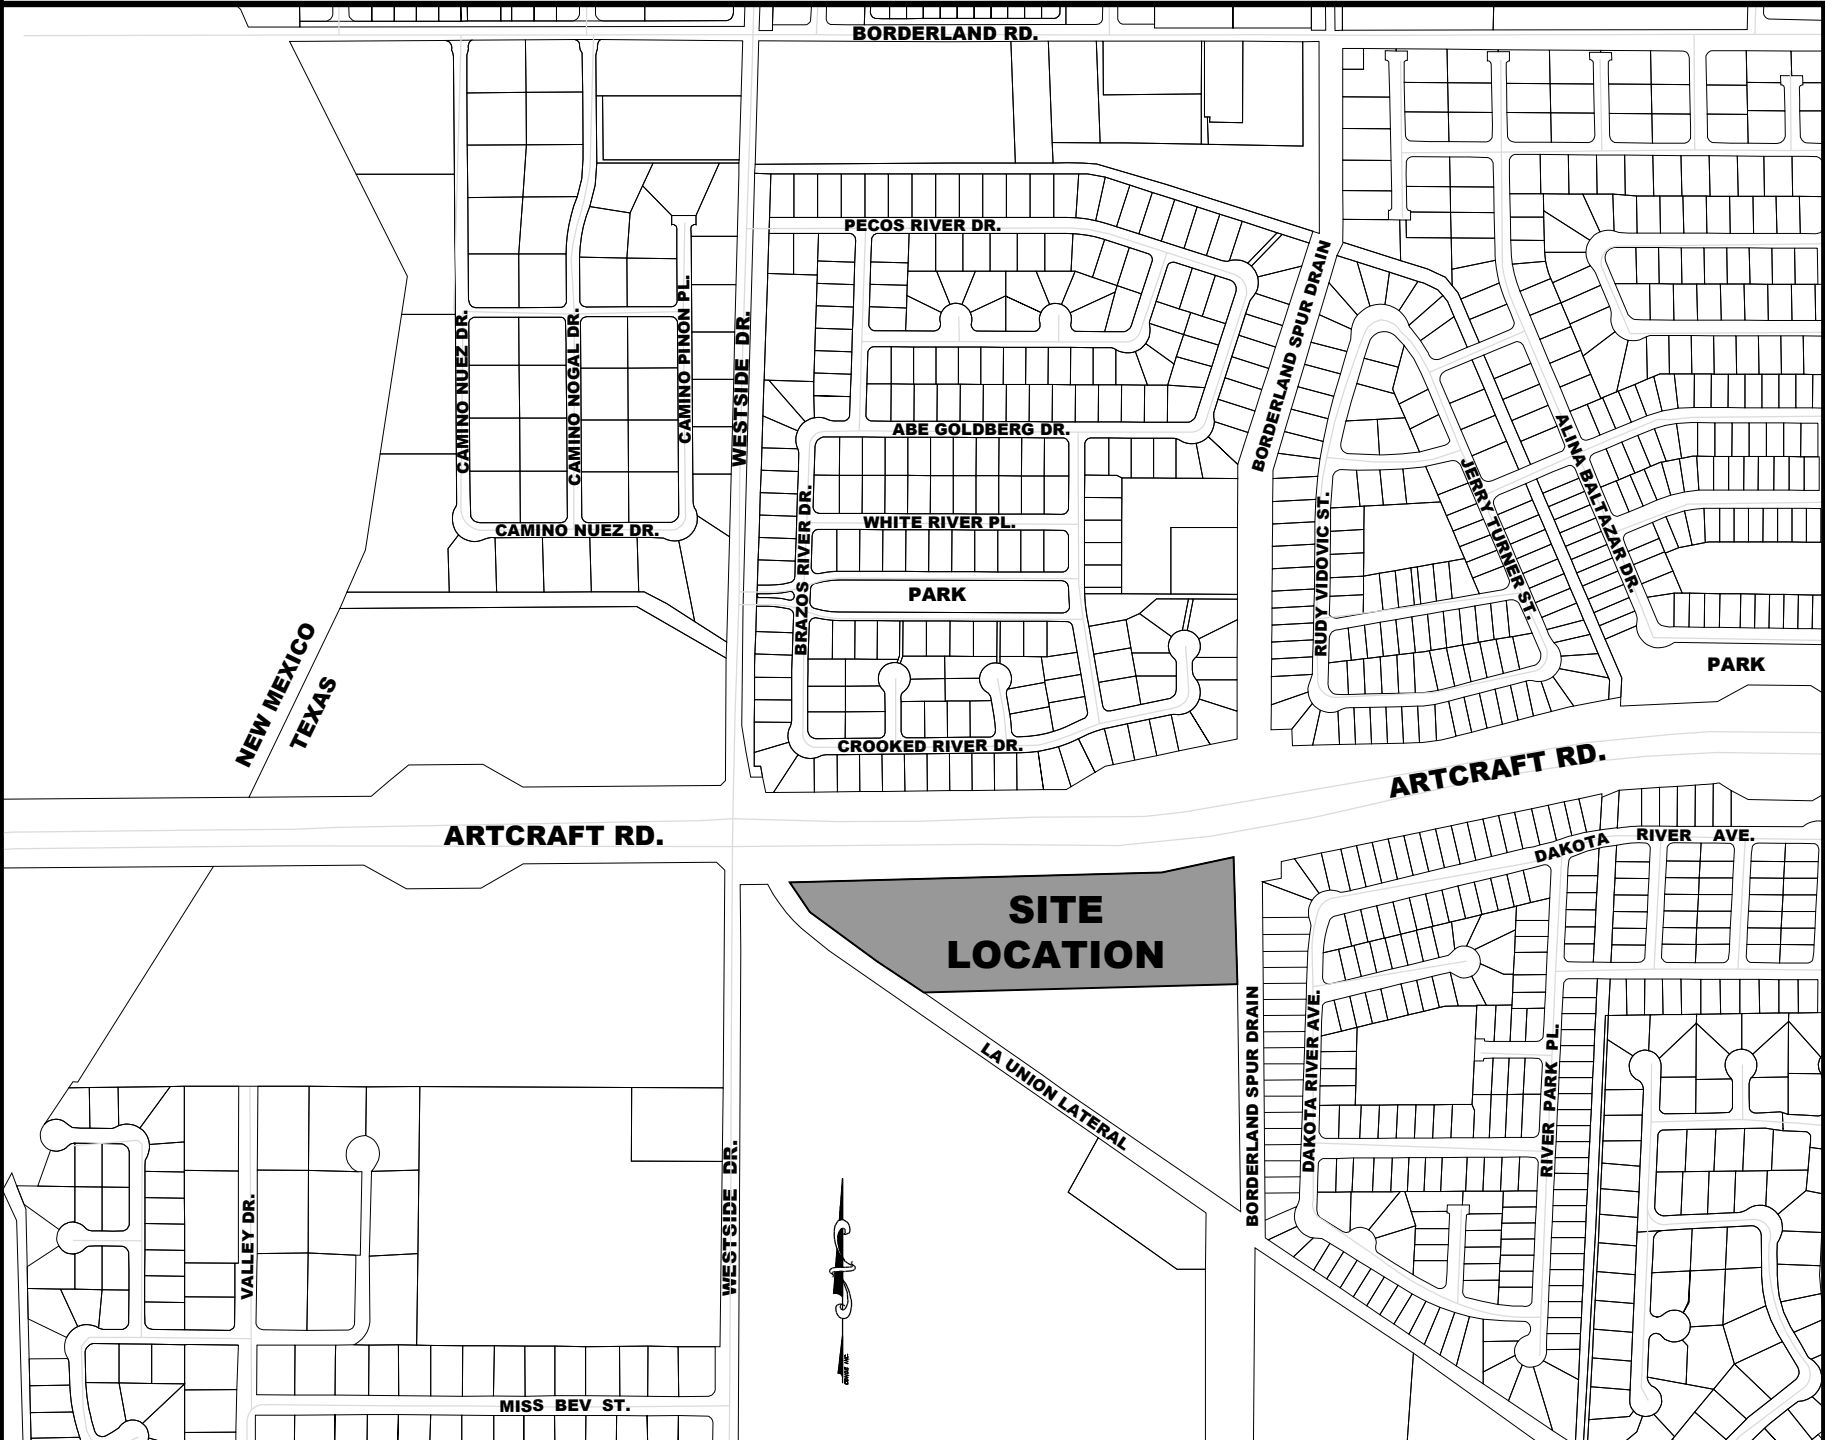 BORDERLAND RD.
PECOS RIVER DR.
CAMINO NUEZ DR.
CAMINO NOGAL DR.
CAMINO PINON PL.
WESTSIDE DR.
BORDERLAND SPUR DRAIN
ABE GOLDBERG DR.
ALINA BALTAZAR DR.
JERRY TURNER ST.
RUDY VIDOVIC ST.
BRAZOS RIVER DR.
WHITE RIVER PL.
CAMINO NUEZ DR.
PARK
NEW MEXICO
TEXAS
PARK
CROOKED RIVER DR.
ARTCRAFT RD.
ARTCRAFT RD.
DAKOTA RIVER AVE.
SITE
LOCATION
BORDERLAND SPUR DRAIN
DAKOTA RIVER AVE.
RIVER PARK PL.
LA UNION LATERAL
VALLEY DR.
WESTSIDE DR.
MISS BEV ST.